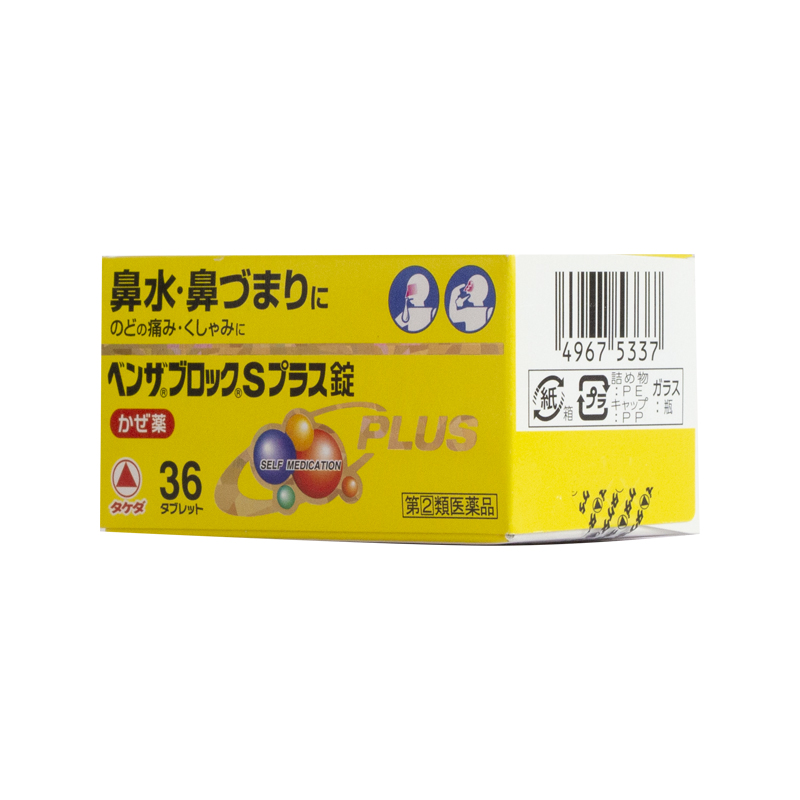 鼻水・鼻づまりに
のどの痛み・くしゃみに
ベンザ®ブロック®Sプラス錠
かぜ薬
PLUS
SELF MEDICATION
タケダ
36
タブレット
指②類医薬品
4967 5337
紙
箱
プラ
詰め物
:PE
キャップ
:PP
ガラス
:瓶